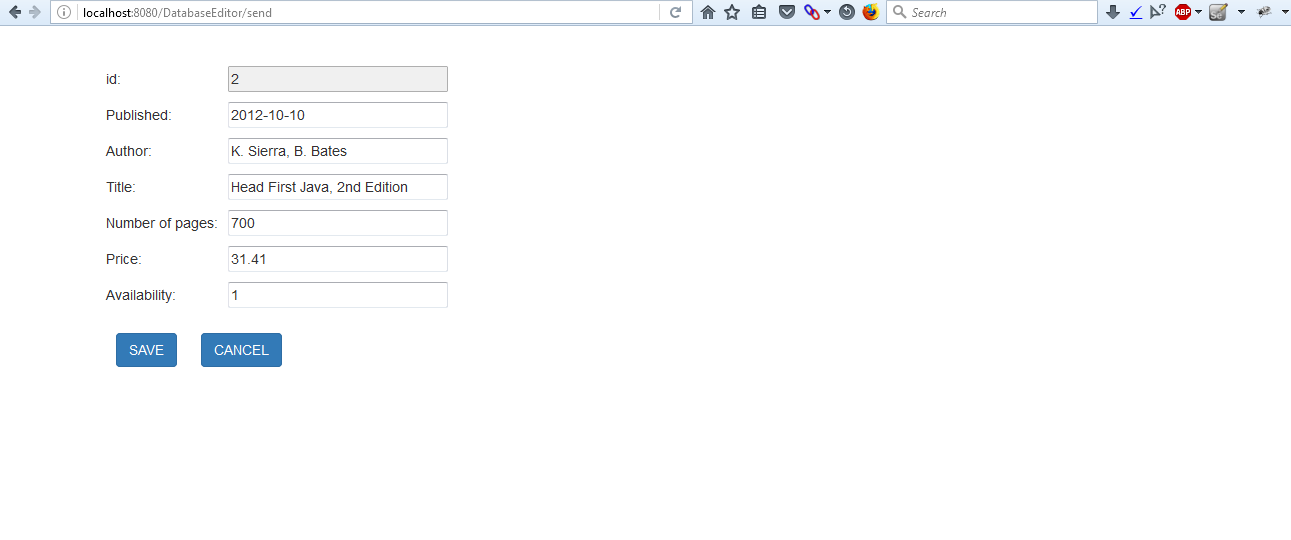 localhost:8080/DatabaseEditor/send
Search
ABP
Se
id: 2
Published: 2012-10-10
Author: K. Sierra, B. Bates
Title: Head First Java, 2nd Edition
Number of pages: 700
Price: 31.41
Availability: 1
SAVE CANCEL